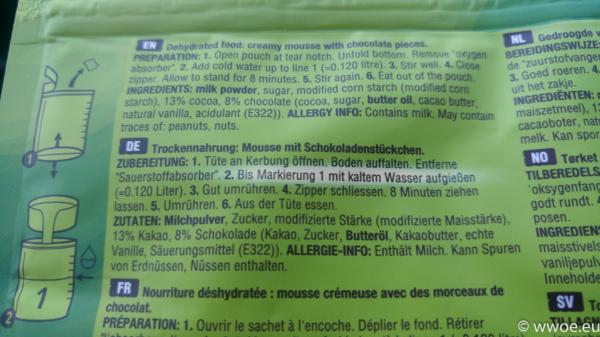 EN Dehydrated food: creamy mousse with chocolate pieces.
PREPARATION: 1. Open pouch at tear notch. Unfold bottom. Remove "oxygen
absorber". 2. Add cold water up to line 1 (=0.120 Litre). 3. Stir well. 4. Close
zipper. Allow to stand for 8 minutes. 5. Stir again. 6. Eat out of the pouch.
INGREDIENTS: milk powder, sugar, modified corn starch (modified corn
starch), 13% cocoa, 8% chocolate (cocoa, sugar, butter oil, cacao butter,
natural vanilla, acidulant (E322)). ALLERGY INFO: Contains milk. May contain
traces of: peanuts, nuts.
DE Trockennahrung: Mousse mit Schokoladenstückchen.
ZUBEREITUNG: 1. Tüte an Kerbung öffnen. Boden auffalten. Entferne
"Sauerstoffabsorber". 2. Bis Markierung 1 mit kaltem Wasser aufgießen
(=0.120 Liter). 3. Gut umrühren. 4. Zipper schliessen. 8 Minuten ziehen
lassen. 5. Umrühren. 6. Aus der Tüte essen.
ZUTATEN: Milchpulver, Zucker, modifizierte Stärke (modifizierte Maisstärke),
13% Kakao, 8% Schokolade (Kakao, Zucker, Butteröl, Kakaobutter, echte
Vanille, Säuerungsmittel (E322)). ALLERGIE-INFO: Enthält Milch. Kann Spuren
von Erdnüssen, Nüssen enthalten.
FR Nourriture déshydratée : mousse crémeuse avec des morceaux de
chocolat.
PRÉPARATION: 1. Ouvrir le sachet à l'encoche. Déplier le fond. Rétirer
NL Gedroogde
BEREIDINGSWIJZE:
de "zuurstofvanger
3. Goed roeren. 4.
uit het zakje.
INGREDIËNTEN:
maiszetmeel), 13%
cacaoboter, nat
melk. Kan spor
NO Tørket
TILBEREDELS
'oksygenfang
godt rundt. 4
posen.
INGREDIENS
maisstivels
vaniljepulv
Inneholde
SV To
TILLAGN
1
2
1
© wwoe.eu